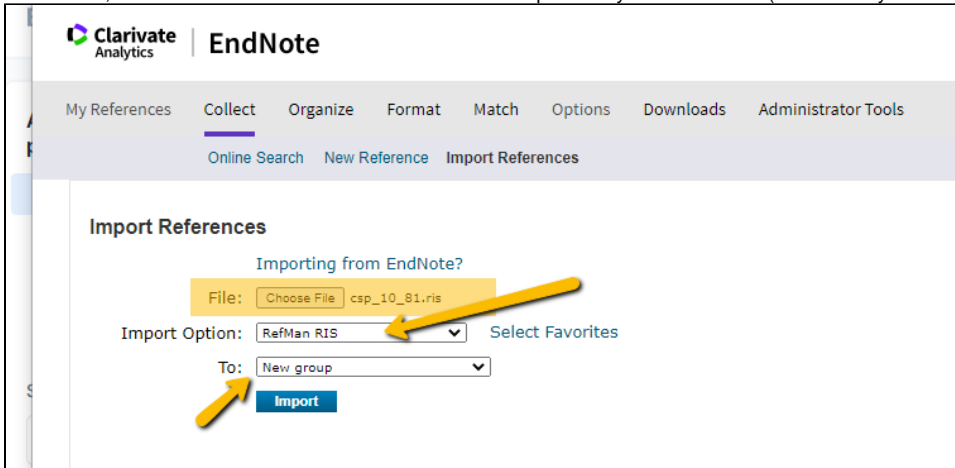 Clarivate
Analytics
EndNote
My References Collect Organize Format Match Options Downloads Administrator Tools
Online Search New Reference Import References
Import References
Importing from EndNote?
File: Choose File csp_10_81.ris
Import Option: RefMan RIS Select Favorites
To: New group
Import